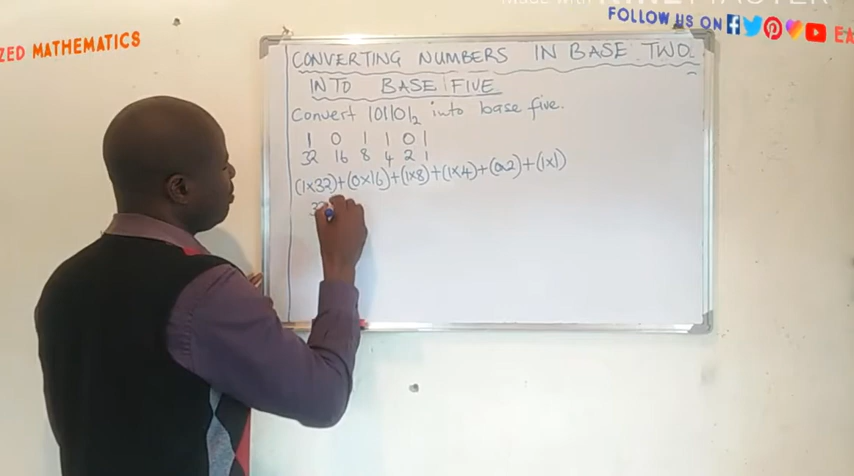 FOLLOW US ON
ZED MATHEMATICS
CONVERTING NUMBERS IN BASE TWO
INTO BASE FIVE
Convert 101101₂ into base five.
1 0 1 1 0 1
32 16 8 4 2 1
(1×32)+(0×16)+(1×8)+(1×4)+(0×2)+(1×1)
32